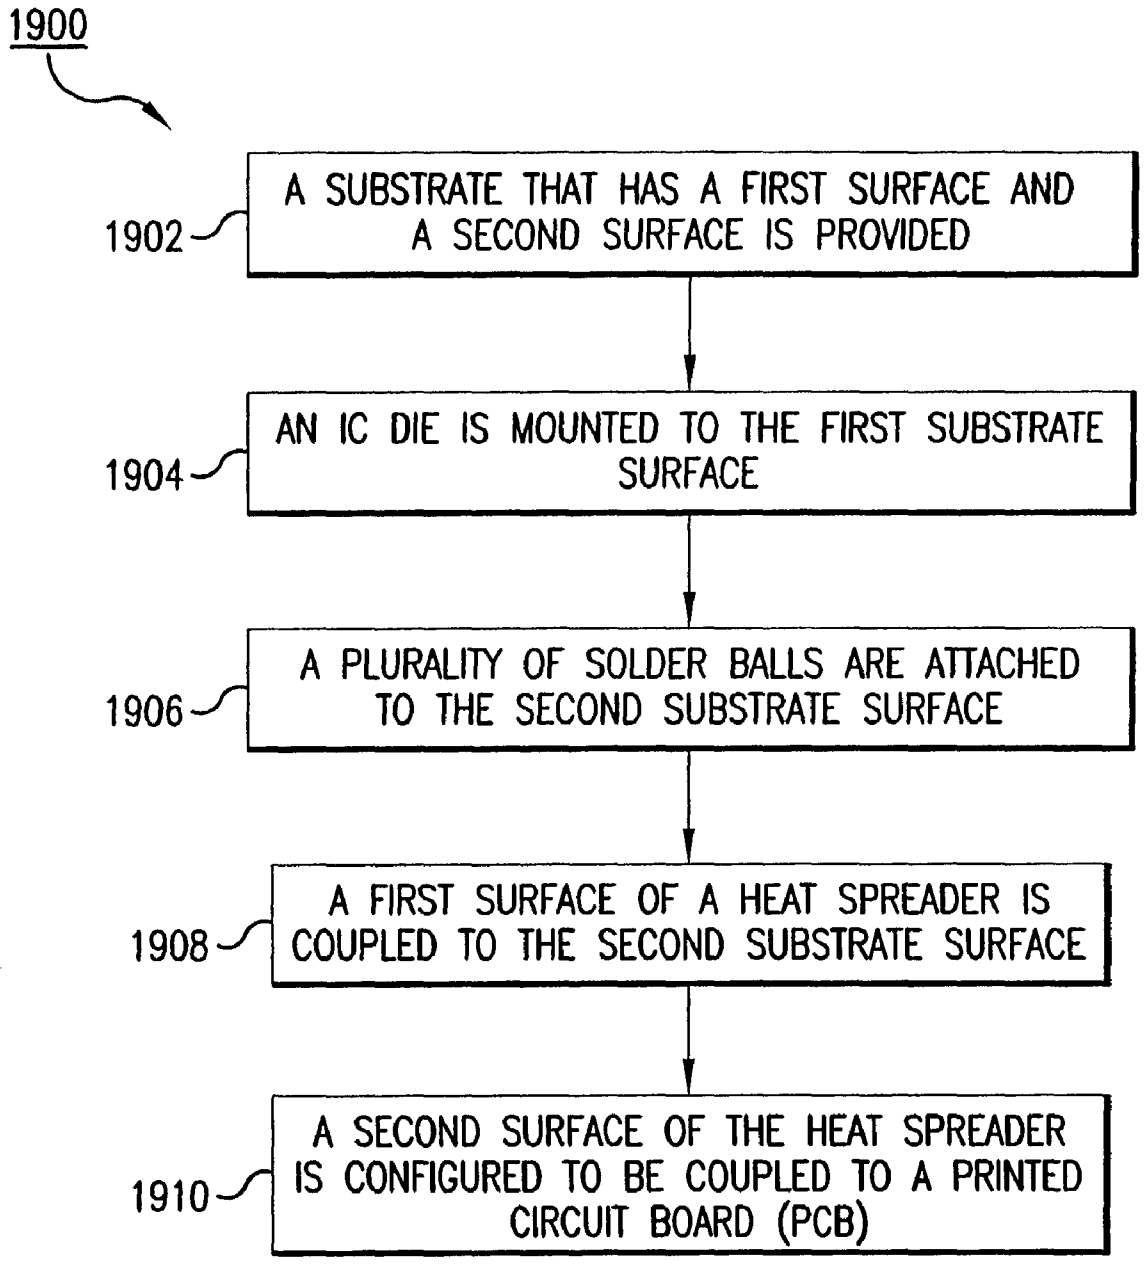 1900
A SUBSTRATE THAT HAS A FIRST SURFACE AND
A SECOND SURFACE IS PROVIDED
1902
AN IC DIE IS MOUNTED TO THE FIRST SUBSTRATE
SURFACE
1904
A PLURALITY OF SOLDER BALLS ARE ATTACHED
TO THE SECOND SUBSTRATE SURFACE
1906
A FIRST SURFACE OF A HEAT SPREADER IS
COUPLED TO THE SECOND SUBSTRATE SURFACE
1908
A SECOND SURFACE OF THE HEAT SPREADER
IS CONFIGURED TO BE COUPLED TO A PRINTED
CIRCUIT BOARD (PCB)
1910